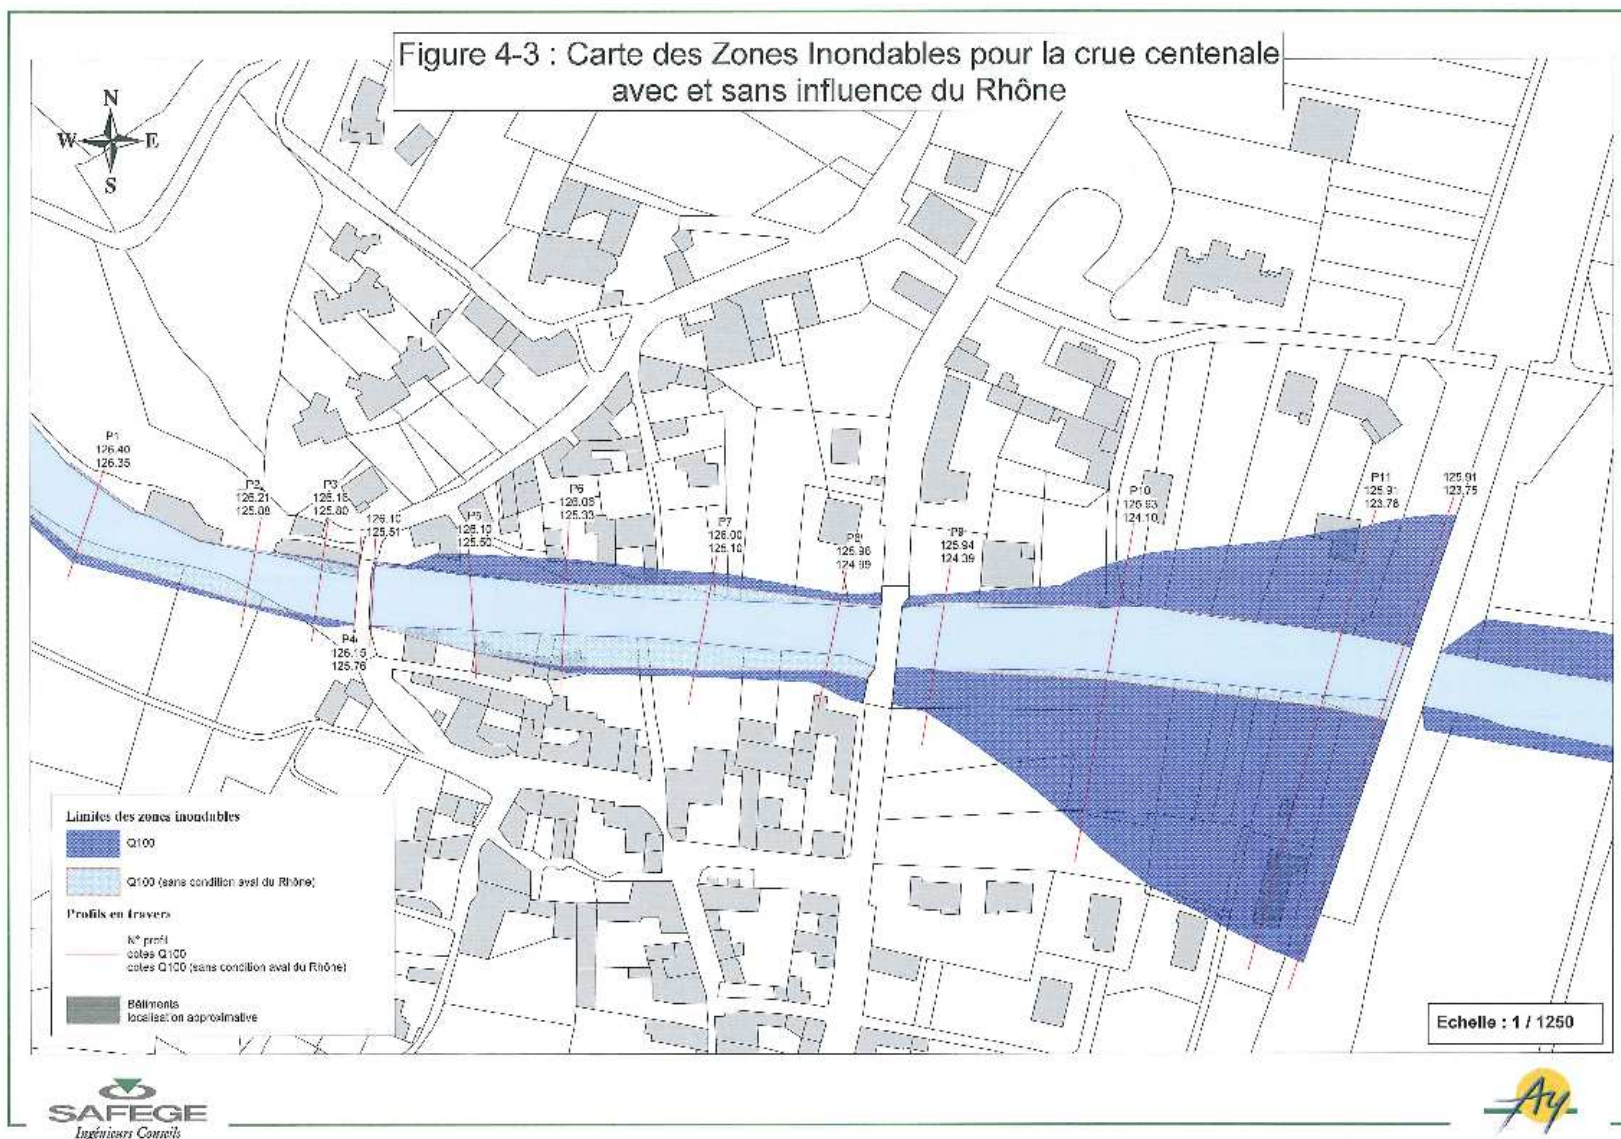 Figure 4-3 : Carte des Zones Inondables pour la crue centenale
avec et sans influence du Rhône
N
W E
S
P1
126.40
126.35
P2
126.21
125.88
P3
126.16
125.80
126.10
125.51
P4
126.15
125.76
P5
126.10
125.50
P6
126.06
125.33
P7
126.00
125.10
P8
125.96
124.99
P9
125.94
124.39
P10
125.93
124.10
P11
125.91
123.78
125.91
123.75
Limites des zones inondables
Q100
Q100 (sans condition aval du Rhône)
Profils en travers
N° profil
cotes Q100
cotes Q100 (sans condition aval du Rhône)
Bâtiments
localisation approximative
Echelle : 1 / 1250
SAFEGE
Ingénieurs Conseils
Ay